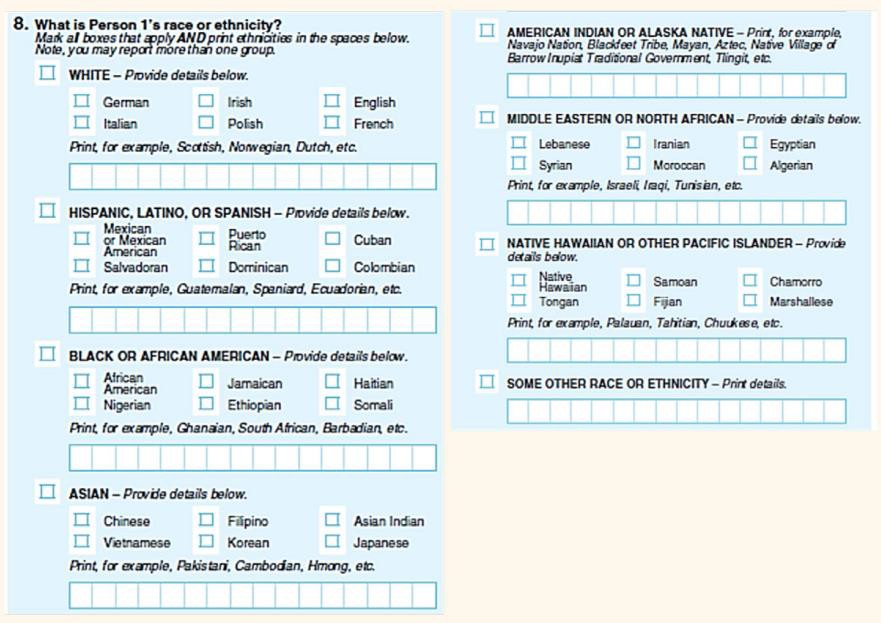 8. What is Person 1's race or ethnicity?
Mark all boxes that apply AND print ethnicities in the spaces below.
Note, you may report more than one group.
WHITE – Provide details below.
German Irish English
Italian Polish French
Print, for example, Scottish, Norwegian, Dutch, etc.
HISPANIC, LATINO, OR SPANISH – Provide details below.
Mexican
or Mexican
American
Puerto
Rican
Cuban
Salvadoran Dominican Colombian
Print, for example, Guatemalan, Spaniard, Ecuadorian, etc.
BLACK OR AFRICAN AMERICAN – Provide details below.
African
American
Jamaican Haitian
Nigerian Ethiopian Somali
Print, for example, Ghanaian, South African, Barbadian, etc.
ASIAN – Provide details below.
Chinese Filipino Asian Indian
Vietnamese Korean Japanese
Print, for example, Pakistani, Cambodian, Hmong, etc.
AMERICAN INDIAN OR ALASKA NATIVE – Print, for example,
Navajo Nation, Blackfeet Tribe, Mayan, Aztec, Native Village of
Barrow Inupiat Traditional Government, Tlingit, etc.
MIDDLE EASTERN OR NORTH AFRICAN – Provide details below.
Lebanese Iranian Egyptian
Syrian Moroccan Algerian
Print, for example, Israeli, Iraqi, Tunisian, etc.
NATIVE HAWAIIAN OR OTHER PACIFIC ISLANDER – Provide
details below.
Native
Hawaiian
Samoan Chamorro
Tongan Fijian Marshallese
Print, for example, Palauan, Tahitian, Chuukese, etc.
SOME OTHER RACE OR ETHNICITY – Print details.